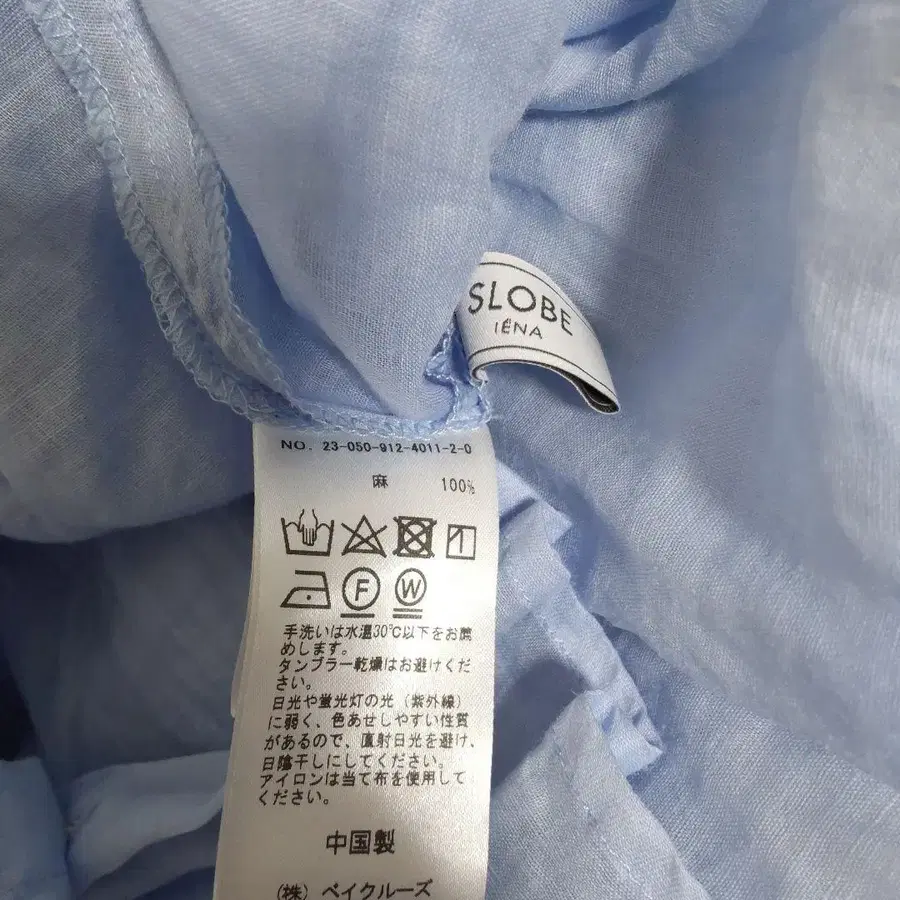 SLOBE
IÉNA
NO. 23-050-912-4011-2-0
麻 100%
F W
手洗いは水温30℃以下をお薦
めします。
タンブラー乾燥はお避けくだ
さい。
日光や蛍光灯の光（紫外線）
に弱く、色あせしやすい性質
があるので、直射日光を避け、
日陰干しにしてください。
アイロンは当て布を使用して
ください。
中国製
（株）ベイクルーズ